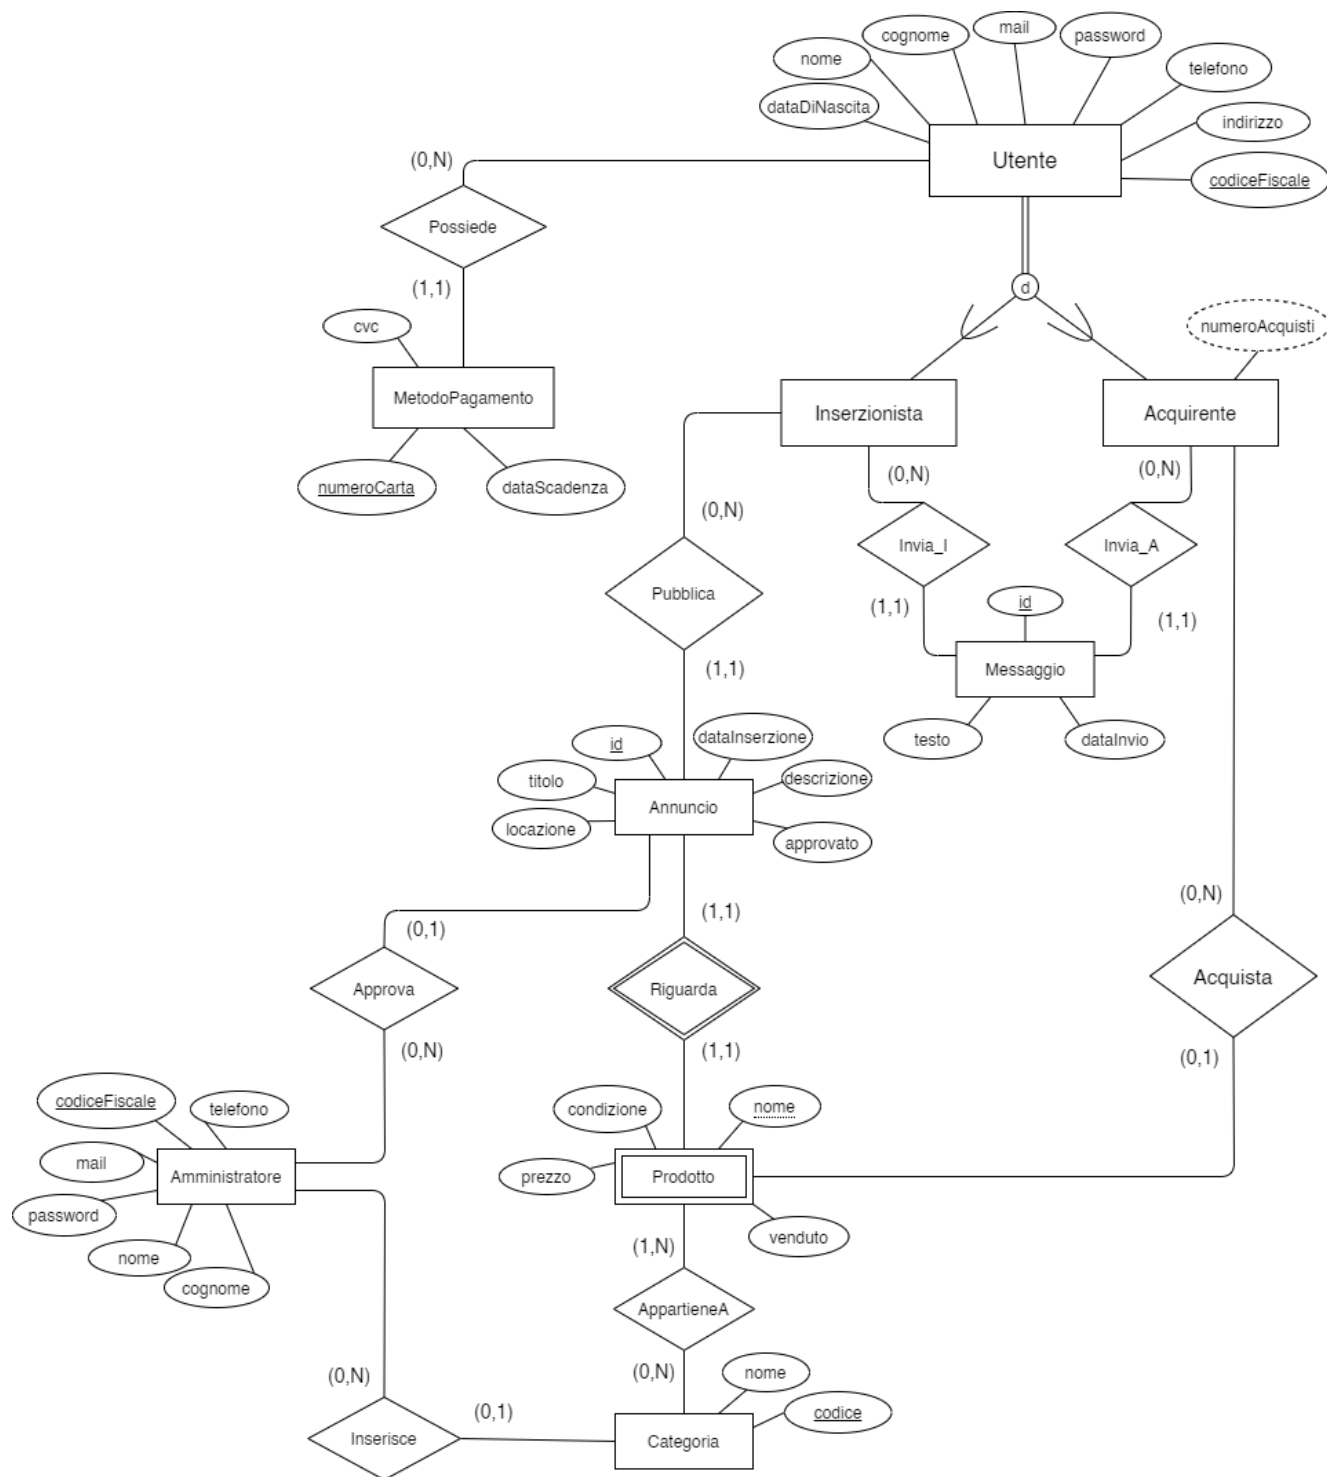 cognome
mail
password
nome
telefono
dataDiNascita
indirizzo
(0,N)
Utente
codiceFiscale
Possiede
(1,1)
d
cvc
numeroAcquisti
MetodoPagamento
Inserzionista
Acquirente
(0,N)
(0,N)
numeroCarta
dataScadenza
(0,N)
Invia_I
Invia_A
Pubblica
(1,1)
id
(1,1)
(1,1)
Messaggio
id
dataInserzione
testo
dataInvio
titolo
descrizione
Annuncio
locazione
approvato
(0,N)
(0,1)
(1,1)
Approva
Riguarda
Acquista
(0,N)
(1,1)
(0,1)
codiceFiscale
telefono
condizione
nome
mail
Amministratore
prezzo
Prodotto
password
venduto
(1,N)
nome
cognome
AppartieneA
(0,N)
(0,N)
nome
(0,1)
codice
Inserisce
Categoria